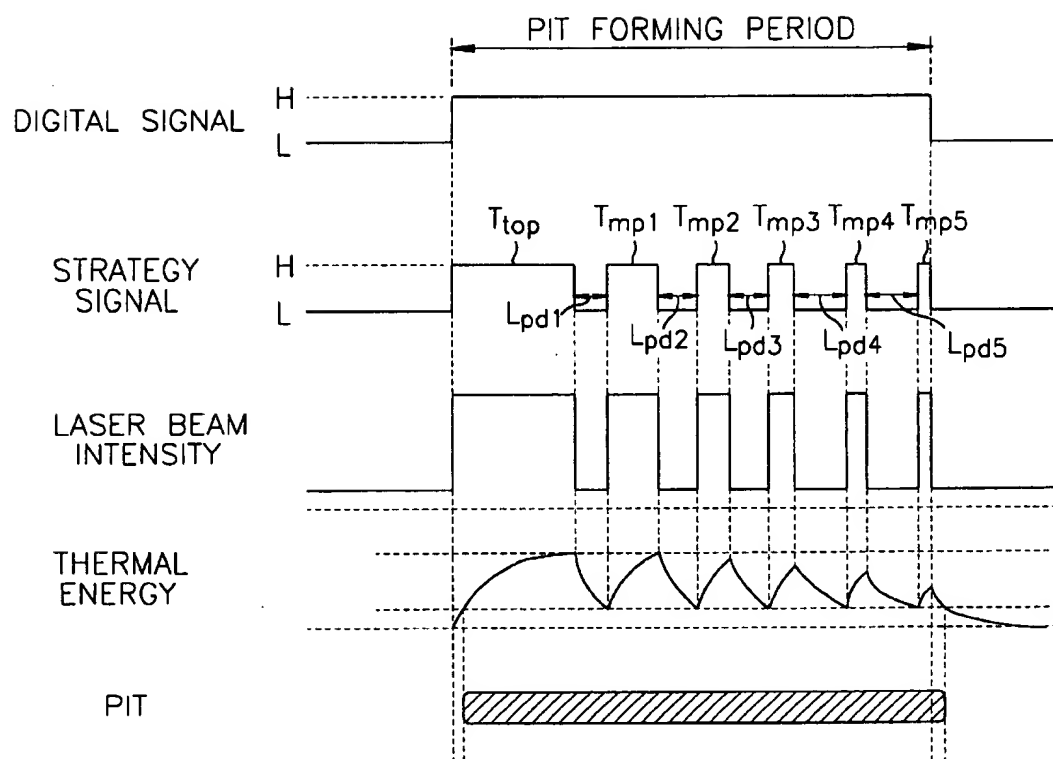 PIT FORMING PERIOD
DIGITAL SIGNAL
H
L
Ttop
Tmp1
Tmp2
Tmp3
Tmp4
Tmp5
STRATEGY
SIGNAL
H
L
Lpd1
Lpd2
Lpd3
Lpd4
Lpd5
LASER BEAM
INTENSITY
THERMAL
ENERGY
PIT